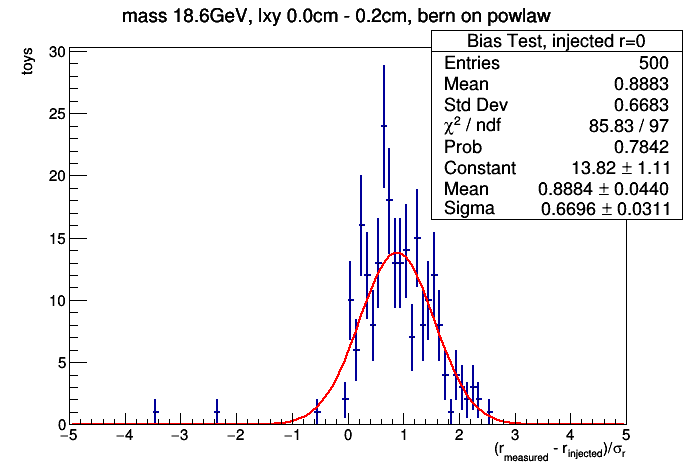 mass 18.6GeV, lxy 0.0cm - 0.2cm, bern on powlaw
Bias Test, injected r=0
Entries 500
Mean 0.8883
Std Dev 0.6683
χ² / ndf 85.83 / 97
Prob 0.7842
Constant 13.82 ± 1.11
Mean 0.8884 ± 0.0440
Sigma 0.6696 ± 0.0311
toys
30
25
20
15
10
5
0
−5 −4 −3 −2 −1 0 1 2 3 4 5
(r_measured - r_injected)/σ_r